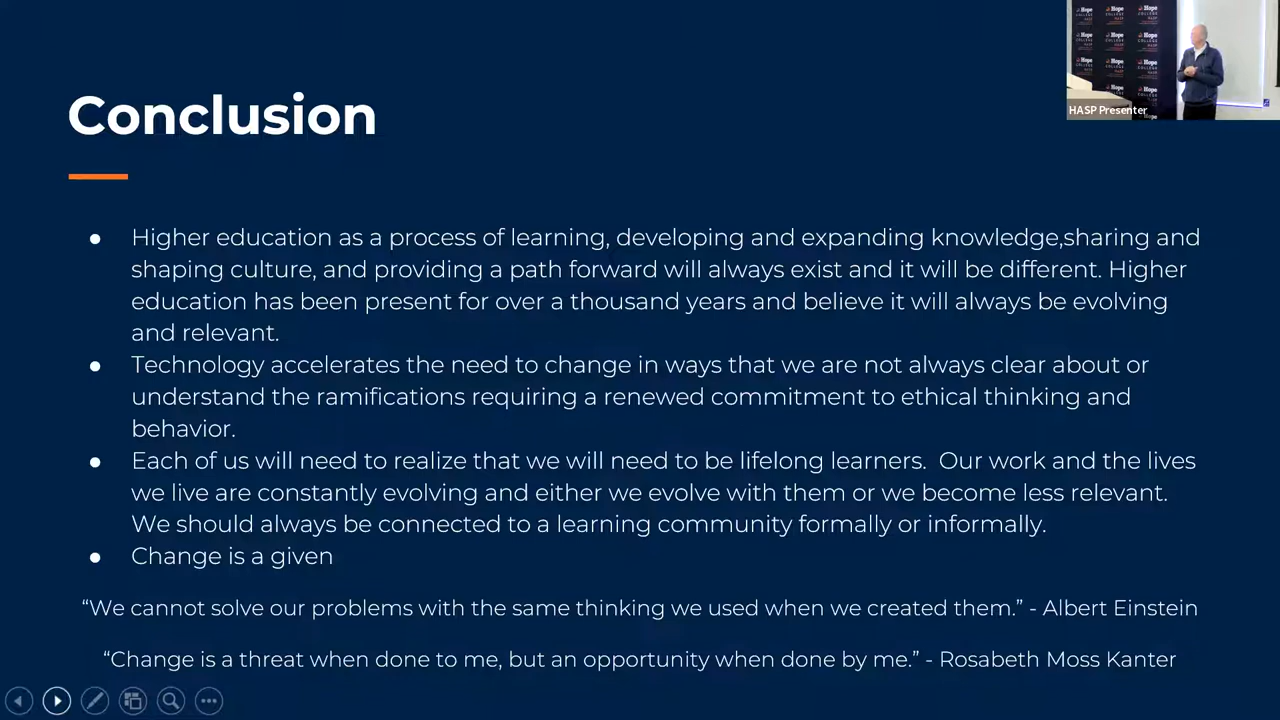 Conclusion
Hope
COLLEGE
HASP
HASP Presenter
● Higher education as a process of learning, developing and expanding knowledge,sharing and
shaping culture, and providing a path forward will always exist and it will be different. Higher
education has been present for over a thousand years and believe it will always be evolving
and relevant.
● Technology accelerates the need to change in ways that we are not always clear about or
understand the ramifications requiring a renewed commitment to ethical thinking and
behavior.
● Each of us will need to realize that we will need to be lifelong learners.  Our work and the lives
we live are constantly evolving and either we evolve with them or we become less relevant.
We should always be connected to a learning community formally or informally.
● Change is a given
“We cannot solve our problems with the same thinking we used when we created them.” - Albert Einstein
“Change is a threat when done to me, but an opportunity when done by me.” - Rosabeth Moss Kanter